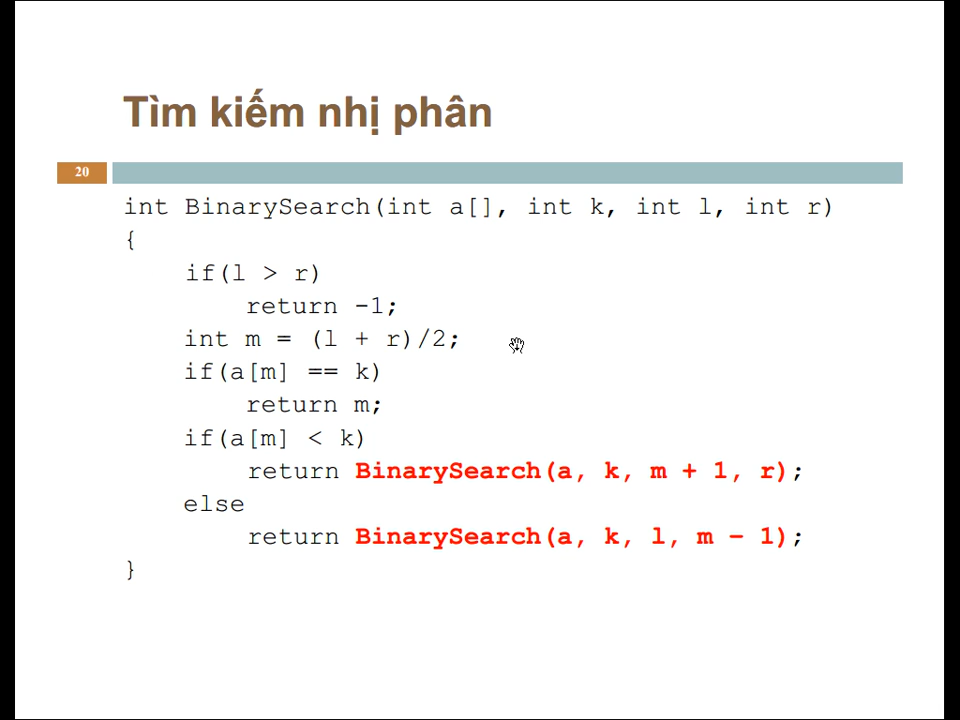 Tìm kiếm nhị phân
20
int BinarySearch(int a[], int k, int l, int r)
{
if(l > r)
return -1;
int m = (l + r)/2;
if(a[m] == k)
return m;
if(a[m] < k)
return BinarySearch(a, k, m + 1, r);
else
return BinarySearch(a, k, l, m – 1);
}